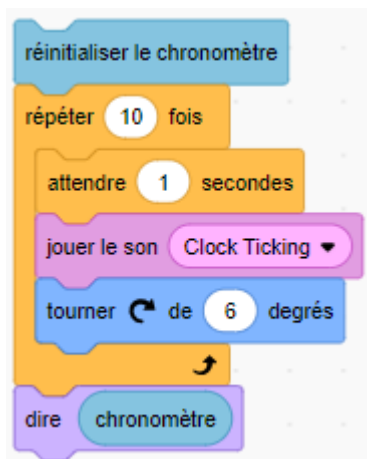 réinitialiser le chronomètre
répéter 10 fois
attendre 1 secondes
jouer le son Clock Ticking
tourner de 6 degrés
dire chronomètre